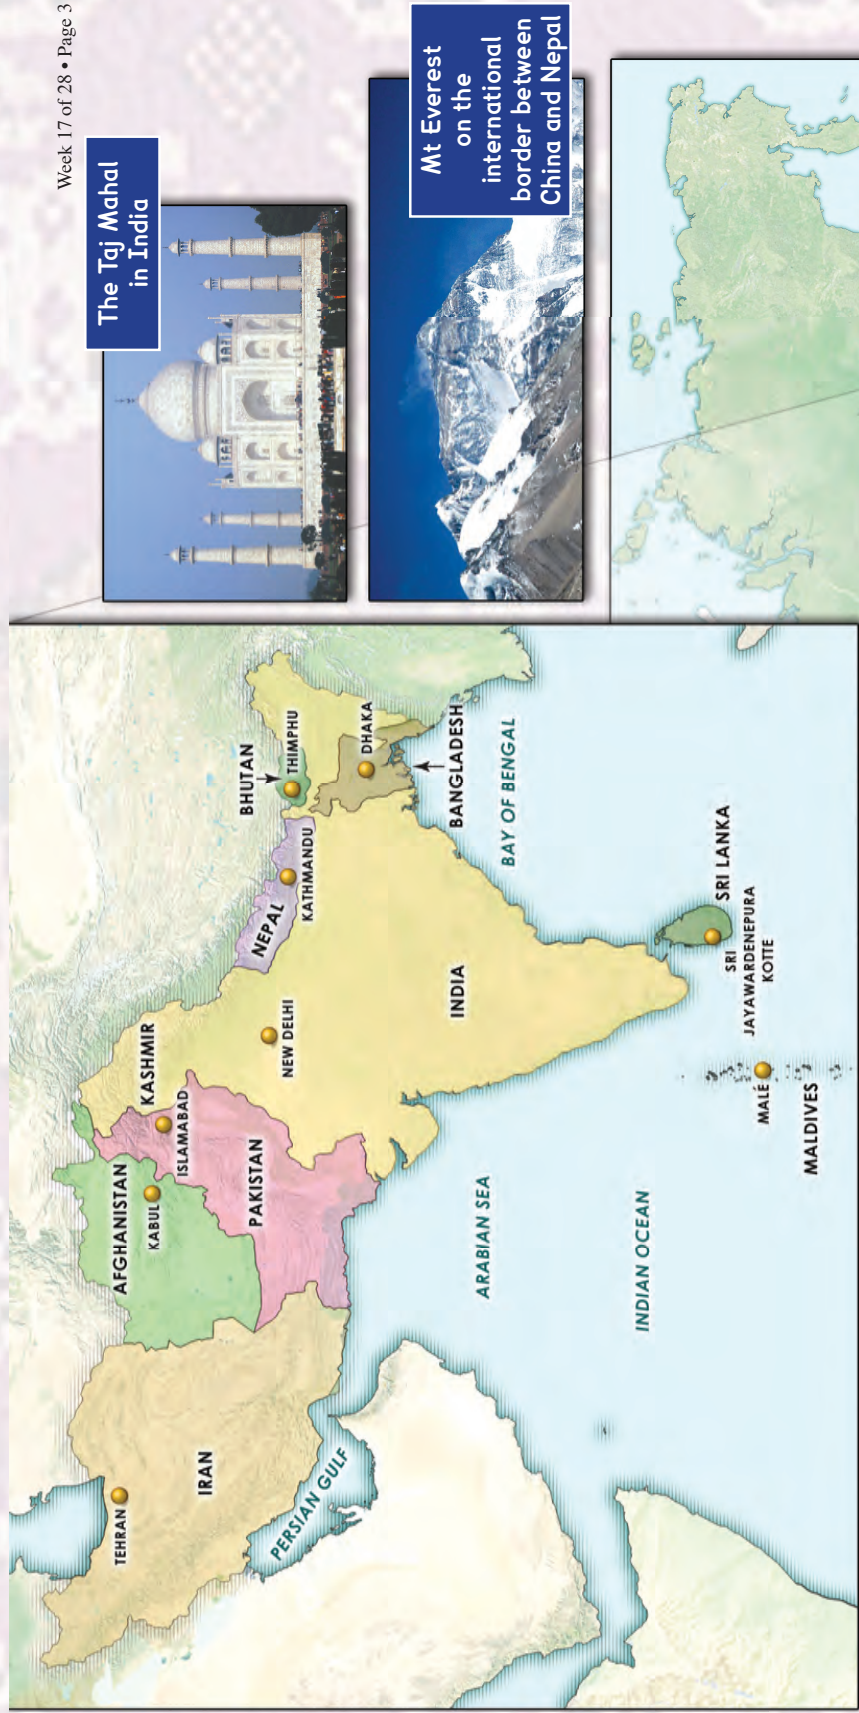 Week 17 of 28 • Page 3
The Taj Mahal
in India
Mt Everest
on the
international
border between
China and Nepal
TEHRAN
IRAN
PERSIAN GULF
AFGHANISTAN
KABUL
KASHMIR
ISLAMABAD
PAKISTAN
NEW DELHI
NEPAL
KATHMANDU
BHUTAN
THIMPHU
DHAKA
BANGLADESH
INDIA
BAY OF BENGAL
ARABIAN SEA
INDIAN OCEAN
SRI LANKA
SRI
JAYAWARDENEPURA
KOTTE
MALÉ
MALDIVES